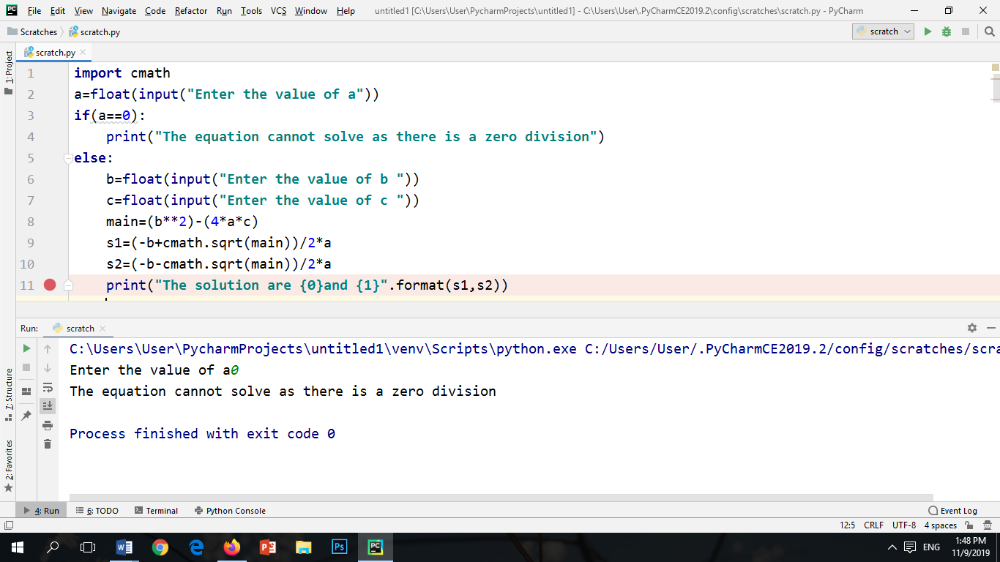 PC File Edit View Navigate Code Refactor Run Tools VCS Window Help untitled1 [C:\Users\User\PycharmProjects\untitled1] - C:\Users\User\.PyCharmCE2019.2\config\scratches\scratch.py - PyCharm
Scratches scratch.py scratch
1: Project
scratch.py
1 import cmath
2 a=float(input("Enter the value of a"))
3 if(a==0):
4     print("The equation cannot solve as there is a zero division")
5 else:
6     b=float(input("Enter the value of b "))
7     c=float(input("Enter the value of c "))
8     main=(b**2)-(4*a*c)
9     s1=(-b+cmath.sqrt(main))/2*a
10     s2=(-b-cmath.sqrt(main))/2*a
11     print("The solution are {0}and {1}".format(s1,s2))
Run: scratch
C:\Users\User\PycharmProjects\untitled1\venv\Scripts\python.exe C:/Users/User/.PyCharmCE2019.2/config/scratches/scra
Enter the value of a0
The equation cannot solve as there is a zero division
Process finished with exit code 0
7: Structure
2: Favorites
4: Run 6: TODO Terminal Python Console Event Log
12:5 CRLF UTF-8 4 spaces
W P Ps PC ENG 1:48 PM
11/9/2019